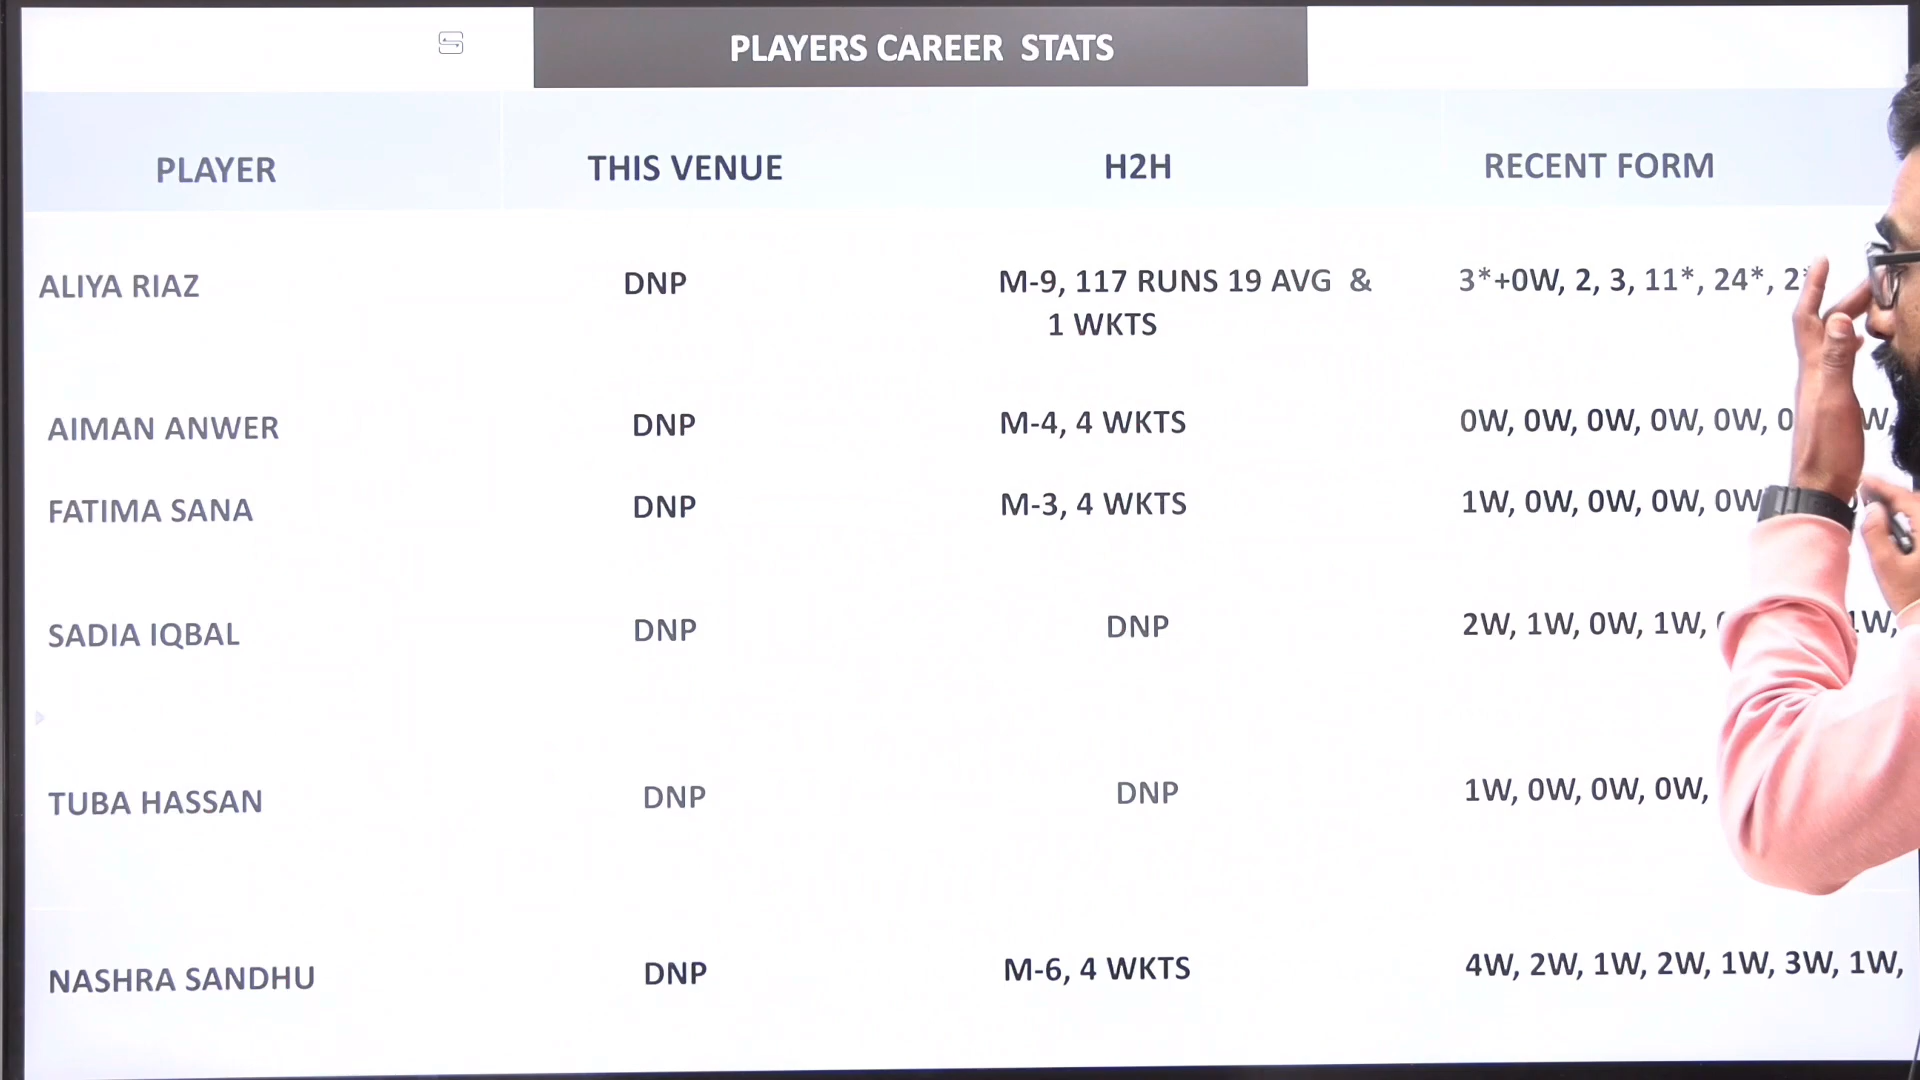 PLAYERS CAREER STATS
PLAYER THIS VENUE H2H RECENT FORM
ALIYA RIAZ DNP M-9, 117 RUNS 19 AVG & 3*+0W, 2, 3, 11*, 24*,
1 WKTS
AIMAN ANWER DNP M-4, 4 WKTS 0W, 0W, 0W, 0W, 0W,
FATIMA SANA DNP M-3, 4 WKTS 1W, 0W, 0W, 0W, 0W
SADIA IQBAL DNP DNP 2W, 1W, 0W, 1W, 1W,
TUBA HASSAN DNP DNP 1W, 0W, 0W, 0W,
NASHRA SANDHU DNP M-6, 4 WKTS 4W, 2W, 1W, 2W, 1W, 3W, 1W,